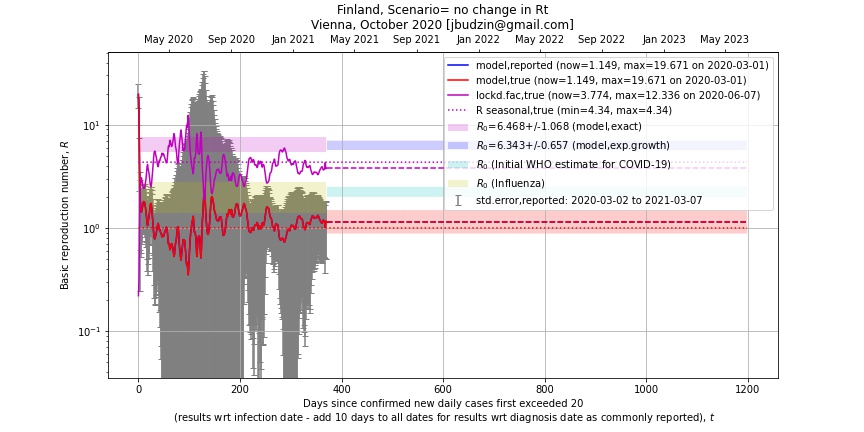 Finland, Scenario= no change in Rt
Vienna, October 2020 [jbudzin@gmail.com]
May 2020 Sep 2020 Jan 2021 May 2021 Sep 2021 Jan 2022 May 2022 Sep 2022 Jan 2023 May 2023
model,reported (now=1.149, max=19.671 on 2020-03-01)
model,true (now=1.149, max=19.671 on 2020-03-01)
lockd.fac,true (now=3.774, max=12.336 on 2020-06-07)
R seasonal,true (min=4.34, max=4.34)
R₀=6.468+/-1.068 (model,exact)
R₀=6.343+/-0.657 (model,exp.growth)
R₀ (Initial WHO estimate for COVID-19)
R₀ (Influenza)
std.error,reported: 2020-03-02 to 2021-03-07
Basic reproduction number, R
10¹
10⁰
10⁻¹
0 200 400 600 800 1000 1200
Days since confirmed new daily cases first exceeded 20
(results wrt infection date - add 10 days to all dates for results wrt diagnosis date as commonly reported), t